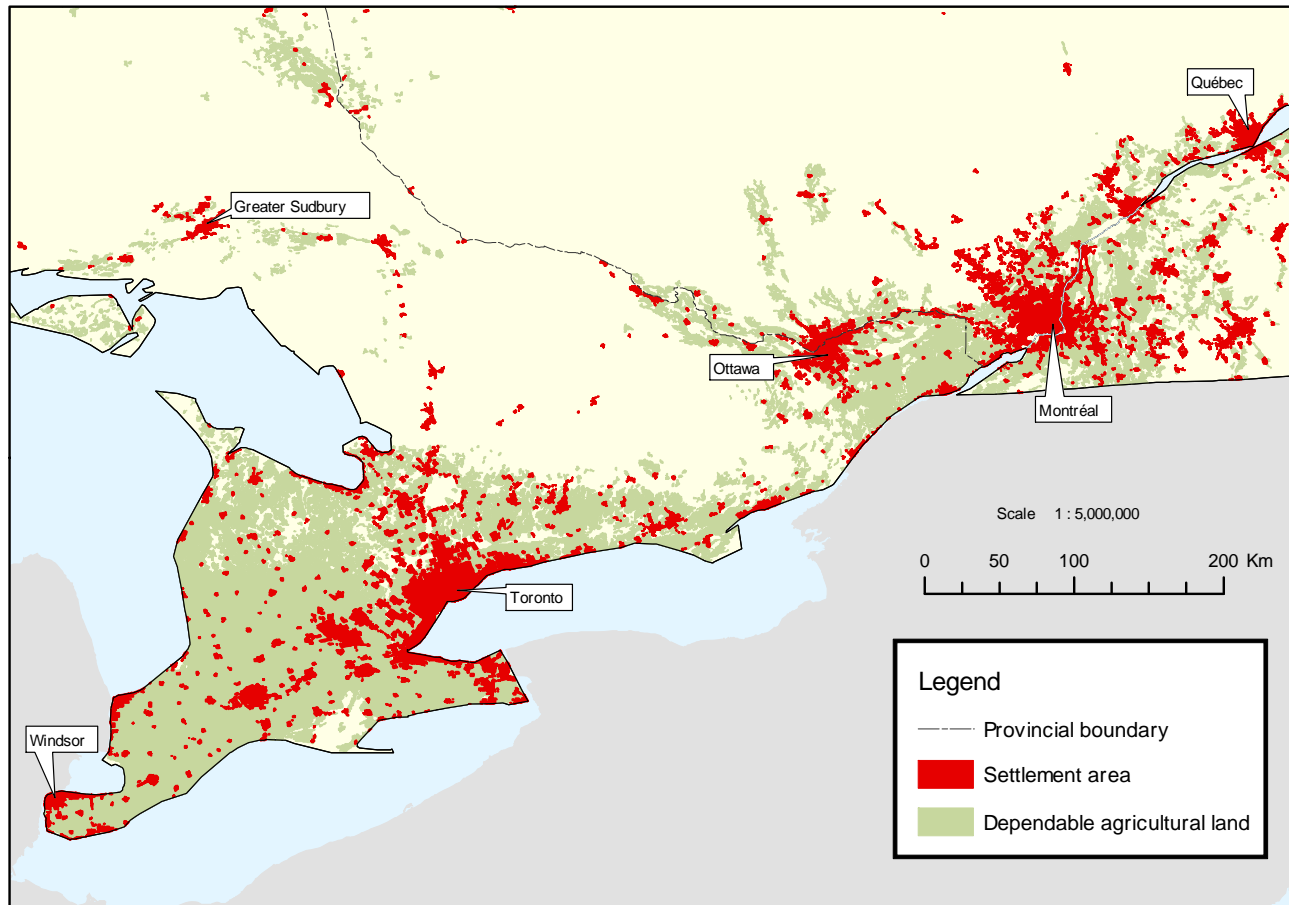 Québec
Greater Sudbury
Ottawa
Montréal
Scale 1 : 5,000,000
0 50 100 200 Km
Toronto
Windsor
Legend
Provincial boundary
Settlement area
Dependable agricultural land